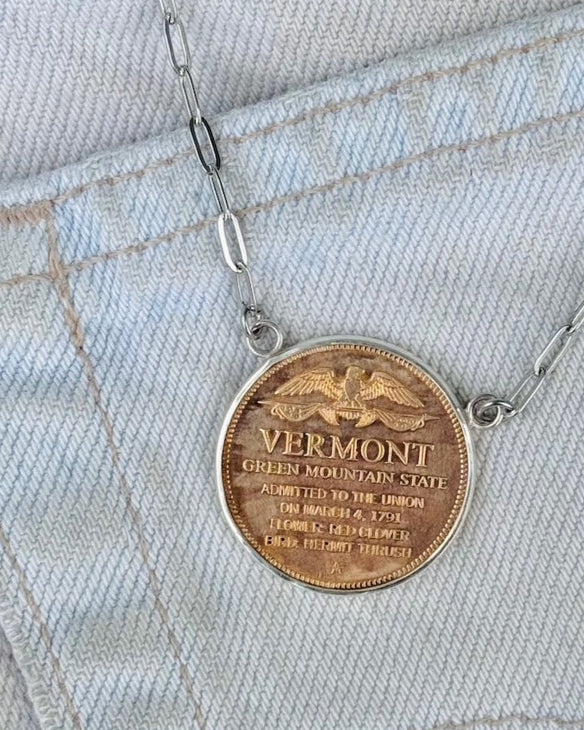 VERMONT
GREEN MOUNTAIN STATE
ADMITTED TO THE UNION
ON MARCH 4, 1791
FLOWER: RED CLOVER
BIRD: HERMIT THRUSH